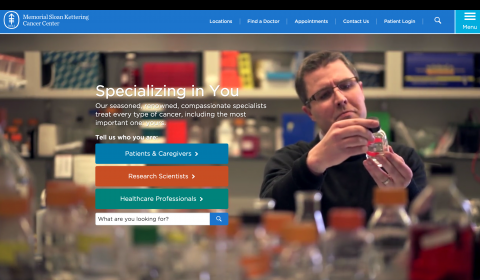 Memorial Sloan Kettering
Cancer Center
Locations
Find a Doctor
Appointments
Contact Us
Patient Login
Menu
Specializing in You
Our seasoned, renowned, compassionate specialists
treat every type of cancer, including the most
important one: yours.
Tell us who you are:
Patients & Caregivers >
Research Scientists >
Healthcare Professionals >
What are you looking for?